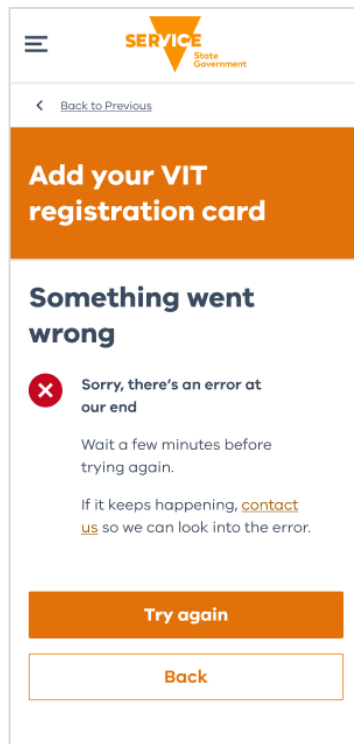 SERVICE
State
Government
Back to Previous
Add your VIT
registration card
Something went
wrong
Sorry, there's an error at
our end
Wait a few minutes before
trying again.
If it keeps happening, contact
us so we can look into the error.
Try again
Back